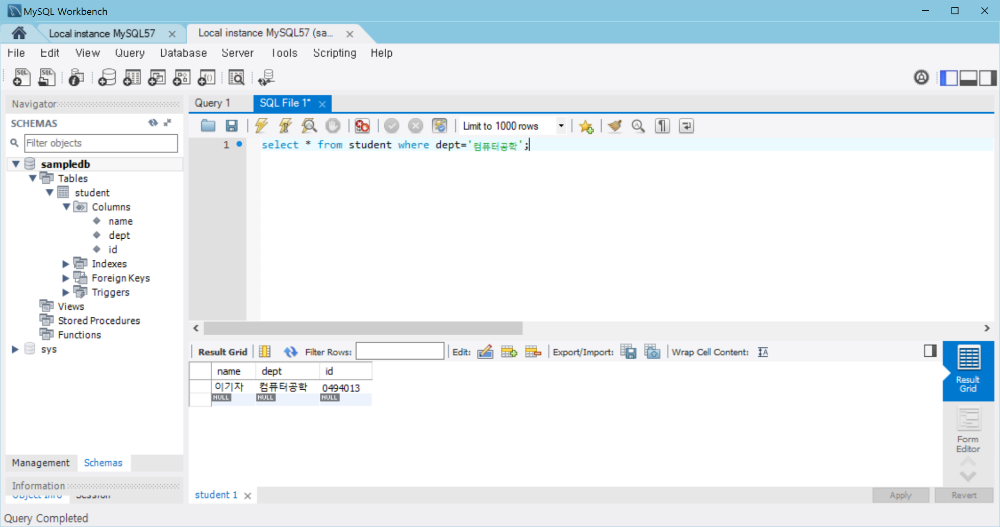 MySQL Workbench
Local instance MySQL57
Local instance MySQL57 (sa...
File Edit View Query Database Server Tools Scripting Help
Navigator
Query 1
SQL File 1*
SCHEMAS
Limit to 1000 rows
Filter objects
1
select * from student where dept='컴퓨터공학';
sampledb
Tables
student
Columns
name
dept
id
Indexes
Foreign Keys
Triggers
Views
Stored Procedures
Functions
sys
Result Grid
Filter Rows:
Edit:
Export/Import:
Wrap Cell Content:
name dept id
이기자 컴퓨터공학 0494013
NULL NULL NULL
Result
Grid
Form
Editor
Management Schemas
Information
Object Info Session
student 1
Apply Revert
Query Completed